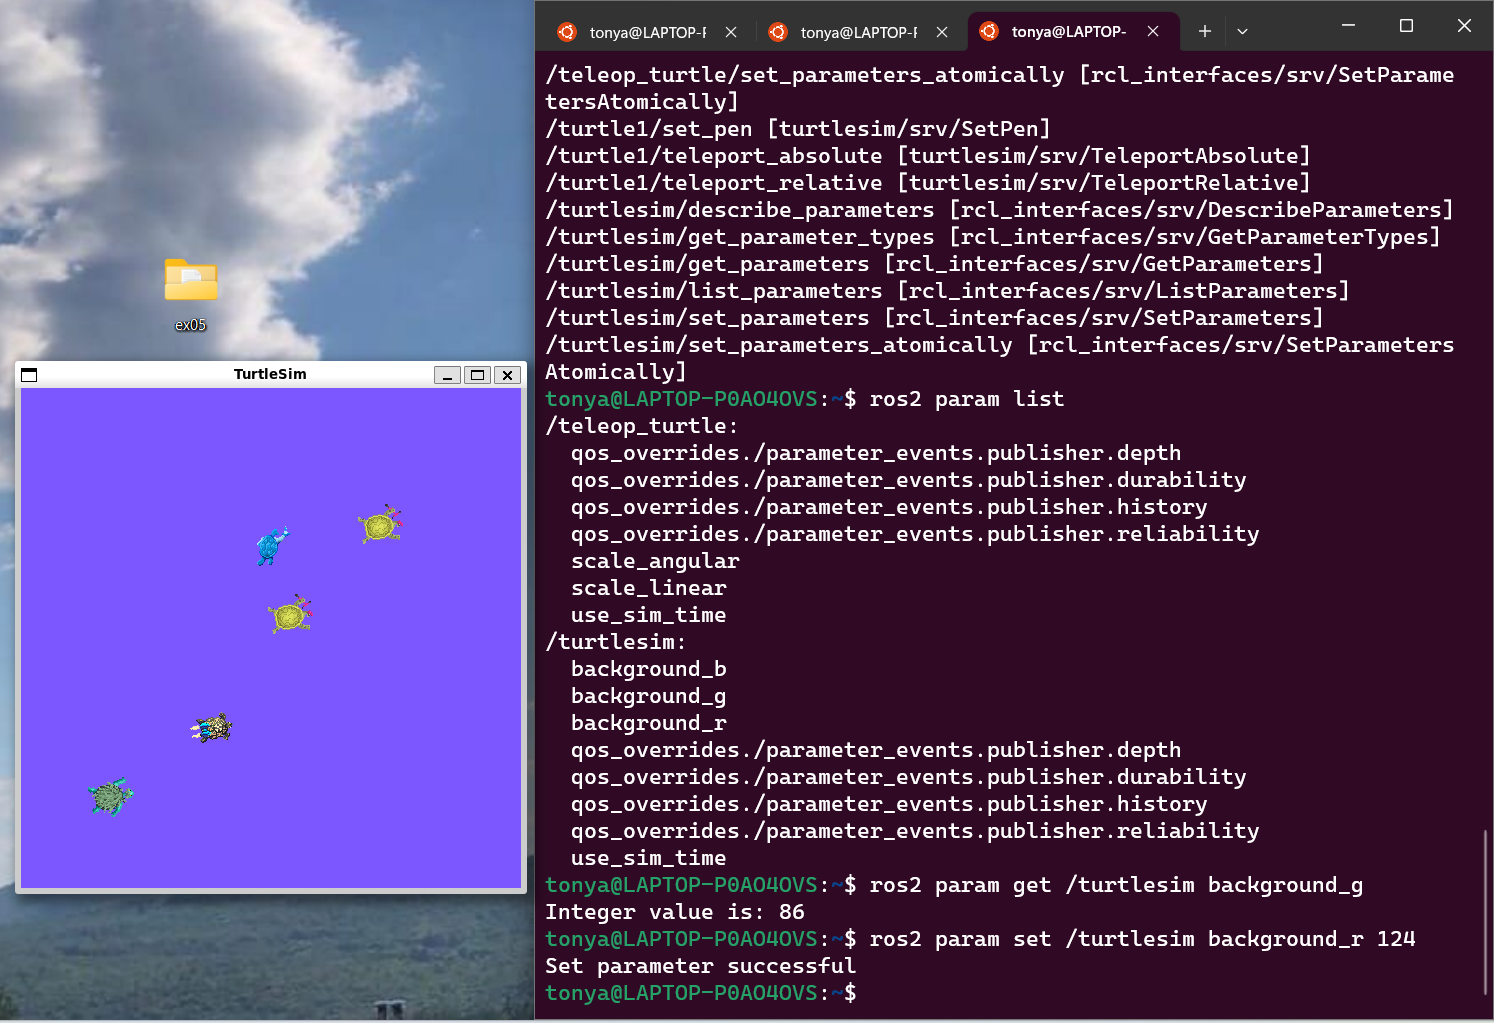 tonya@LAPTOP-F
tonya@LAPTOP-F
tonya@LAPTOP-
/teleop_turtle/set_parameters_atomically [rcl_interfaces/srv/SetParame
tersAtomically]
/turtle1/set_pen [turtlesim/srv/SetPen]
/turtle1/teleport_absolute [turtlesim/srv/TeleportAbsolute]
/turtle1/teleport_relative [turtlesim/srv/TeleportRelative]
/turtlesim/describe_parameters [rcl_interfaces/srv/DescribeParameters]
/turtlesim/get_parameter_types [rcl_interfaces/srv/GetParameterTypes]
/turtlesim/get_parameters [rcl_interfaces/srv/GetParameters]
/turtlesim/list_parameters [rcl_interfaces/srv/ListParameters]
/turtlesim/set_parameters [rcl_interfaces/srv/SetParameters]
/turtlesim/set_parameters_atomically [rcl_interfaces/srv/SetParameters
Atomically]
tonya@LAPTOP-P0AO4OVS:~$ ros2 param list
/teleop_turtle:
  qos_overrides./parameter_events.publisher.depth
  qos_overrides./parameter_events.publisher.durability
  qos_overrides./parameter_events.publisher.history
  qos_overrides./parameter_events.publisher.reliability
  scale_angular
  scale_linear
  use_sim_time
/turtlesim:
  background_b
  background_g
  background_r
  qos_overrides./parameter_events.publisher.depth
  qos_overrides./parameter_events.publisher.durability
  qos_overrides./parameter_events.publisher.history
  qos_overrides./parameter_events.publisher.reliability
  use_sim_time
tonya@LAPTOP-P0AO4OVS:~$ ros2 param get /turtlesim background_g
Integer value is: 86
tonya@LAPTOP-P0AO4OVS:~$ ros2 param set /turtlesim background_r 124
Set parameter successful
tonya@LAPTOP-P0AO4OVS:~$
ex05
TurtleSim